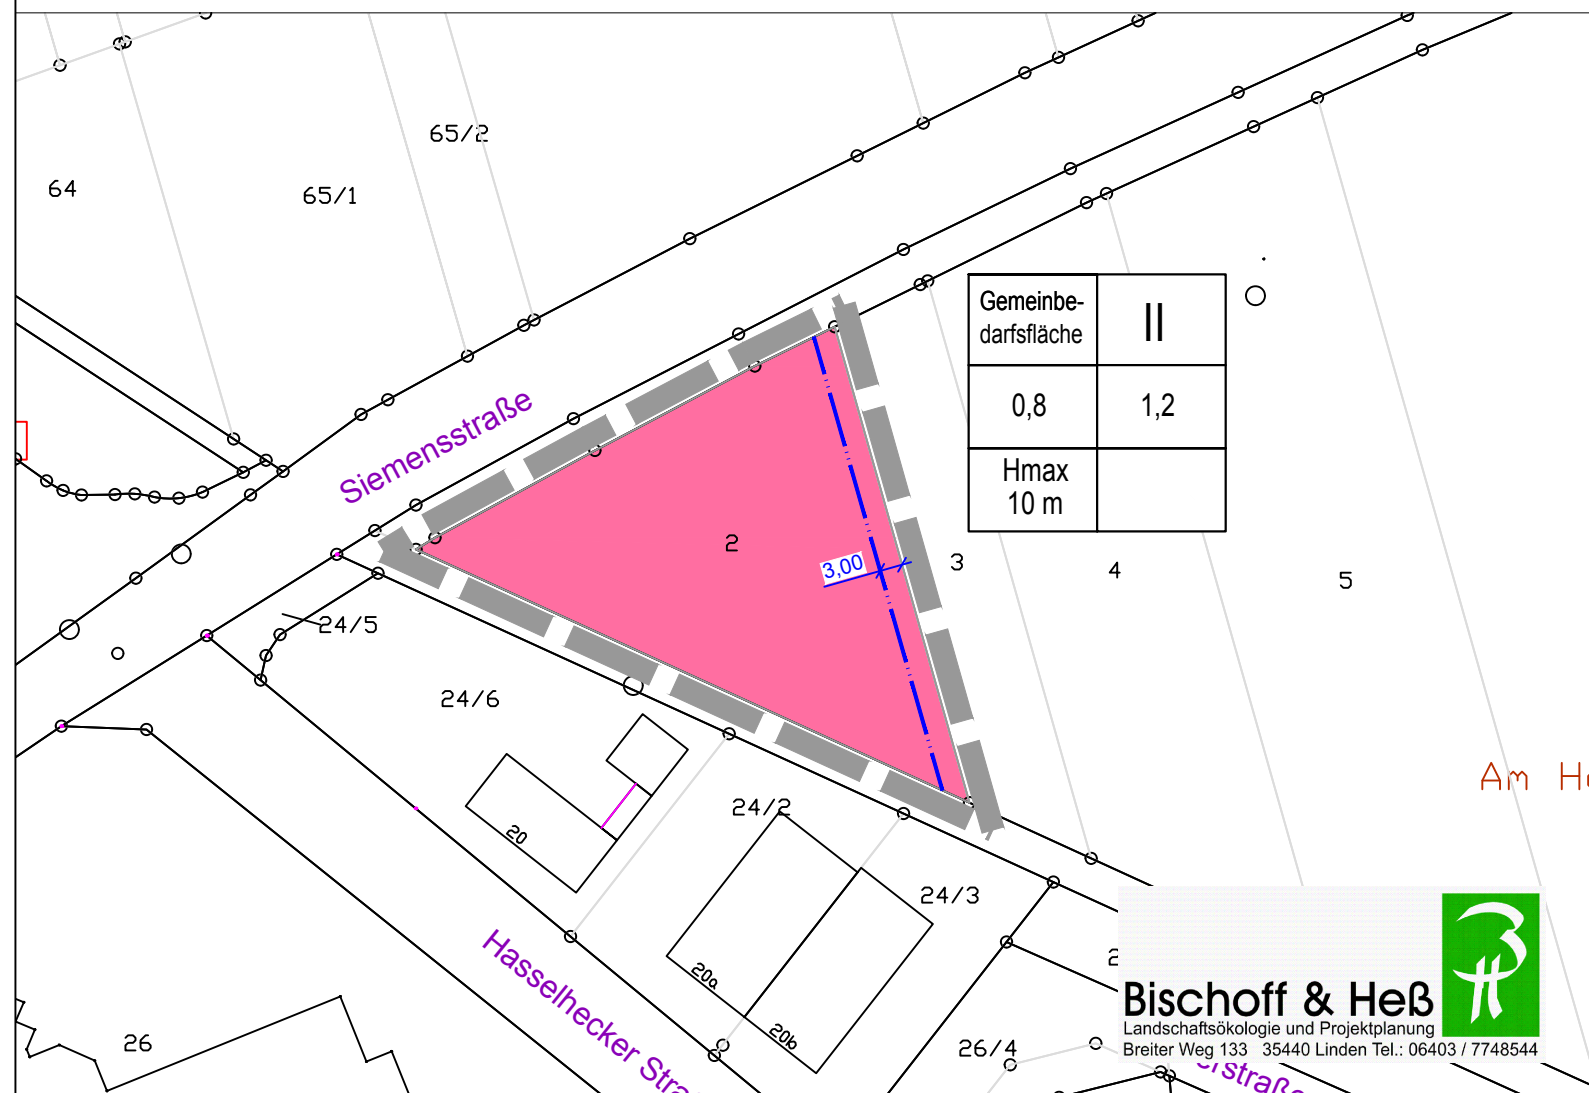 65/2
64
65/1
Gemeinbe-
darfsfläche
II
0,8
1,2
Hmax
10 m
Siemensstraße
2
3,00
3
4
5
24/5
24/6
Am
20
24/2
24/3
20a
20b
Hasselhecker
26
26/4
Bischoff & Heß
Landschaftsökologie und Projektplanung
Breiter Weg 133 35440 Linden Tel.: 06403 / 7748544